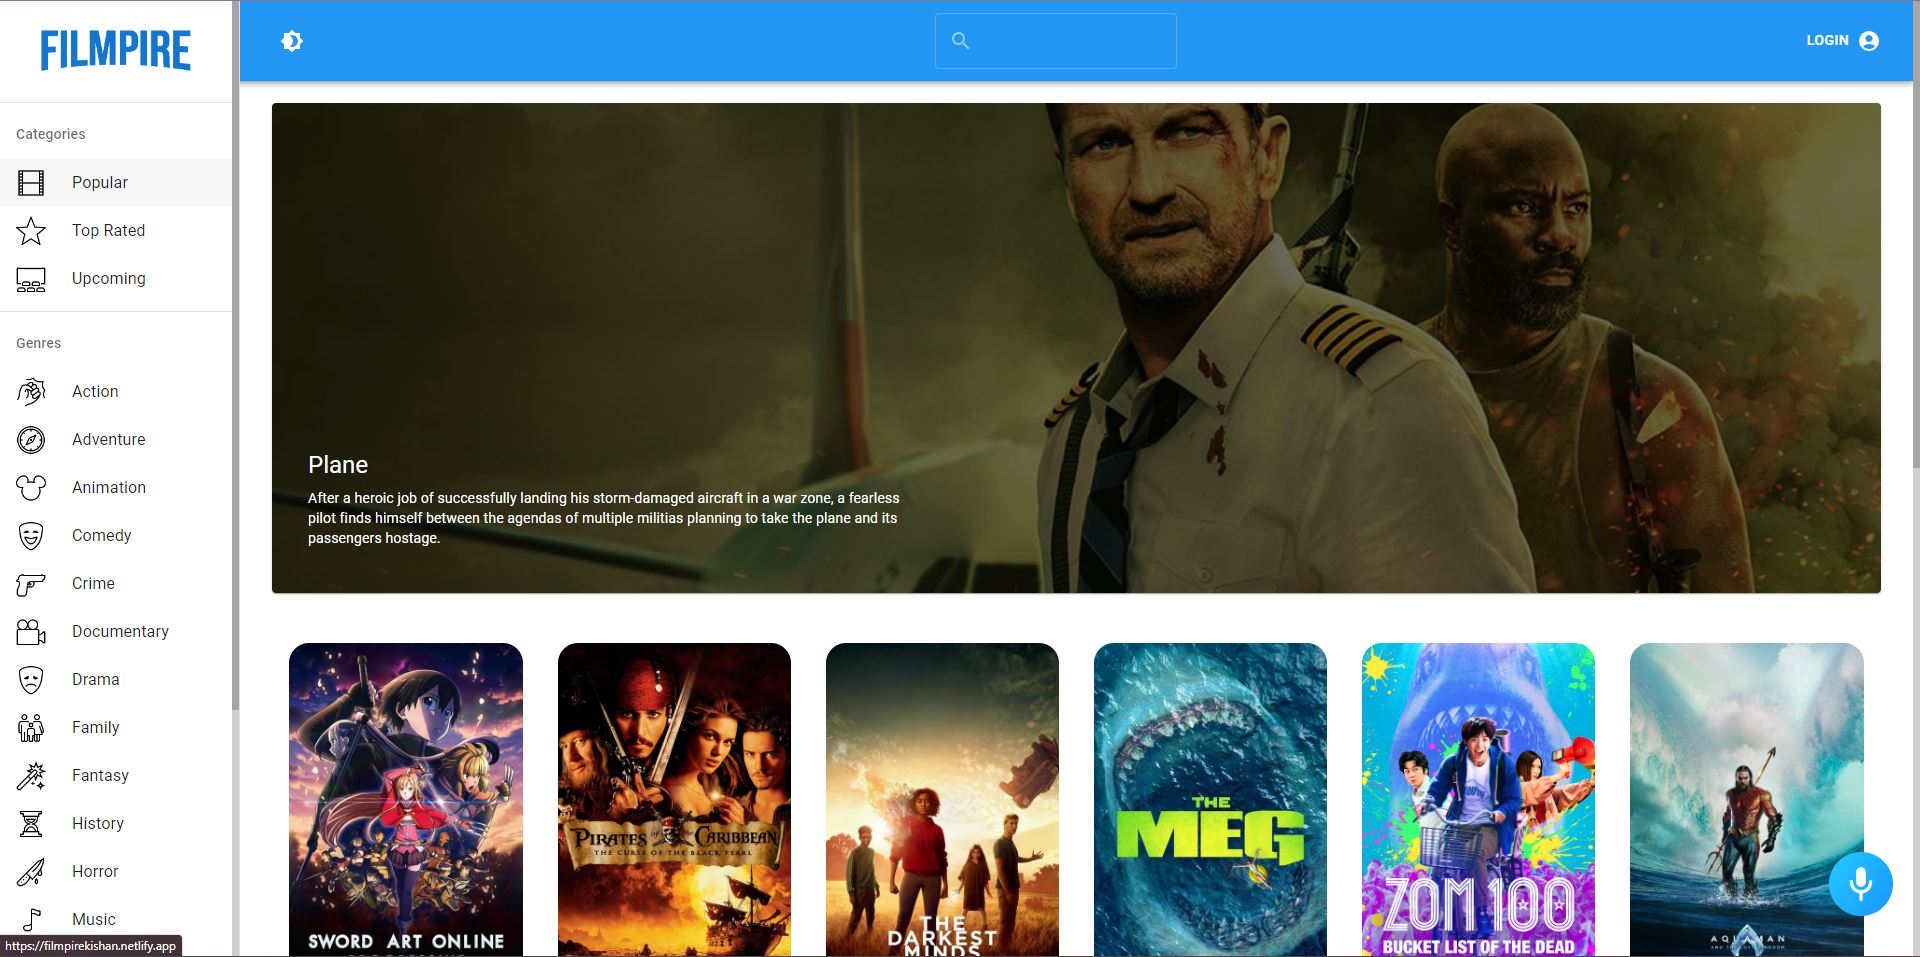 FILMPIRE
LOGIN
Categories
Popular
Top Rated
Upcoming
Genres
Action
Adventure
Animation
Comedy
Crime
Documentary
Drama
Family
Fantasy
History
Horror
Music
https://filmpirekishan.netlify.app
Plane
After a heroic job of successfully landing his storm-damaged aircraft in a war zone, a fearless
pilot finds himself between the agendas of multiple militias planning to take the plane and its
passengers hostage.
SWORD ART ONLINE
PIRATES of the CARIBBEAN
THE CURSE OF THE BLACK PEARL
THE
DARKEST
MINDS
THE
MEG
ZOM 100
BUCKET LIST OF THE DEAD
AQUAMAN